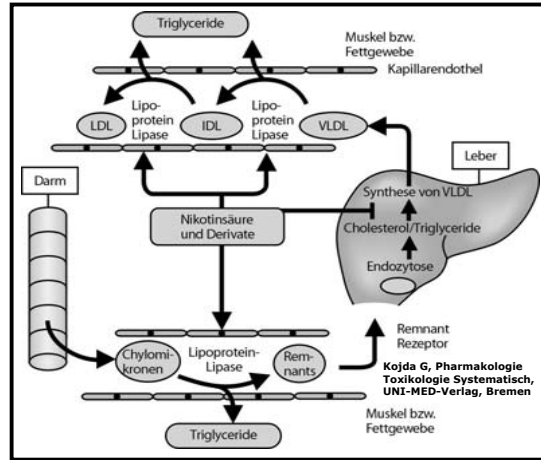 Triglyceride
Muskel bzw.
Fettgewebe
Kapillarendothel
LDL
Lipo-
protein
Lipase
IDL
Lipo-
protein
Lipase
VLDL
Leber
Darm
Synthese von VLDL
Nikotinsäure
und Derivate
Cholesterol/Triglyceride
Endozytose
Remnant
Rezeptor
Chylomi-
kronen
Lipoprotein-
Lipase
Rem-
nants
Kojda G, Pharmakologie
Toxikologie Systematisch,
UNI-MED-Verlag, Bremen
Muskel bzw.
Fettgewebe
Triglyceride